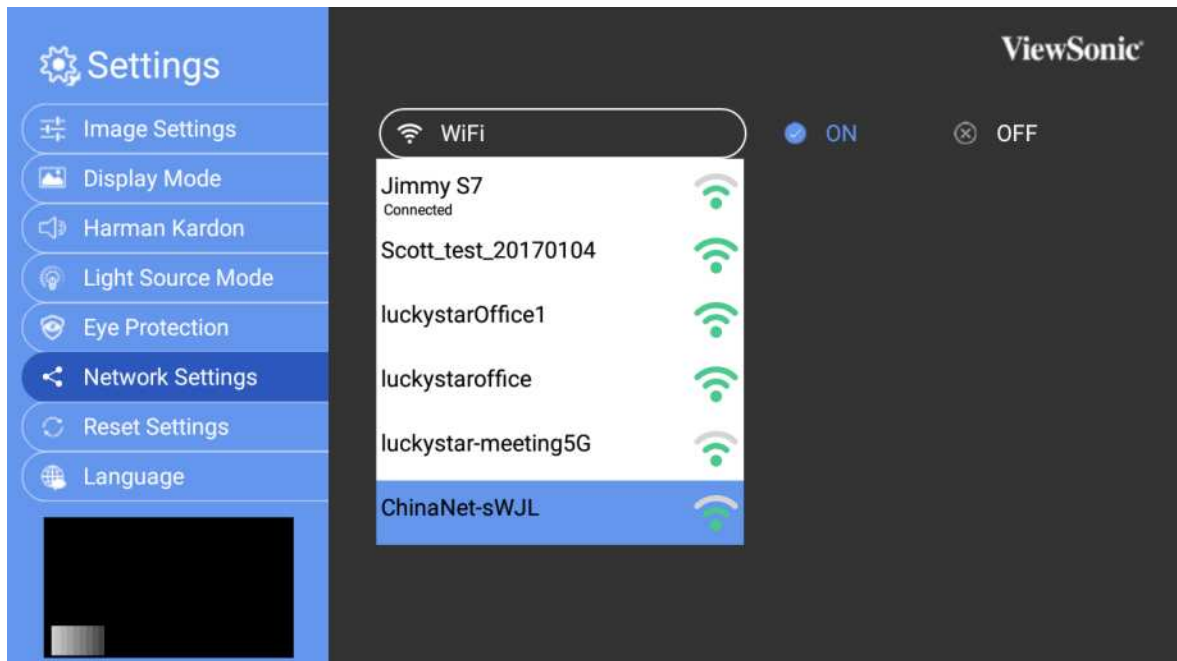 Settings
ViewSonic
Image Settings
Display Mode
Harman Kardon
Light Source Mode
Eye Protection
Network Settings
Reset Settings
Language
WiFi
ON
OFF
Jimmy S7
Connected
Scott_test_20170104
luckystarOffice1
luckystaroffice
luckystar-meeting5G
ChinaNet-sWJL